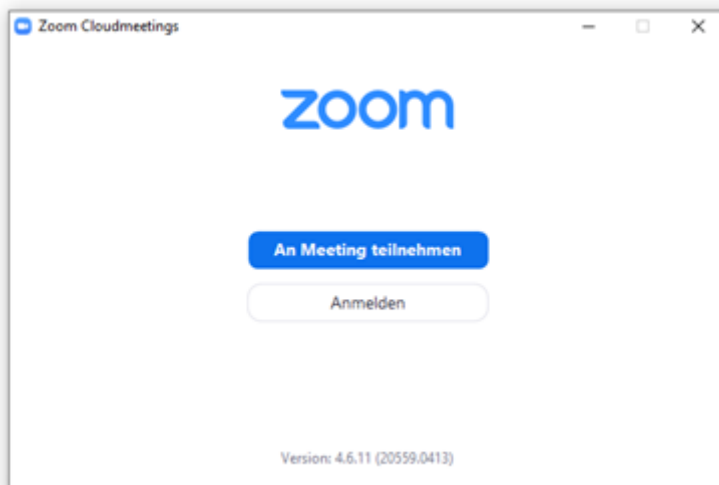 Zoom Cloudmeetings
zoom
An Meeting teilnehmen
Anmelden
Version: 4.6.11 (20559.0413)